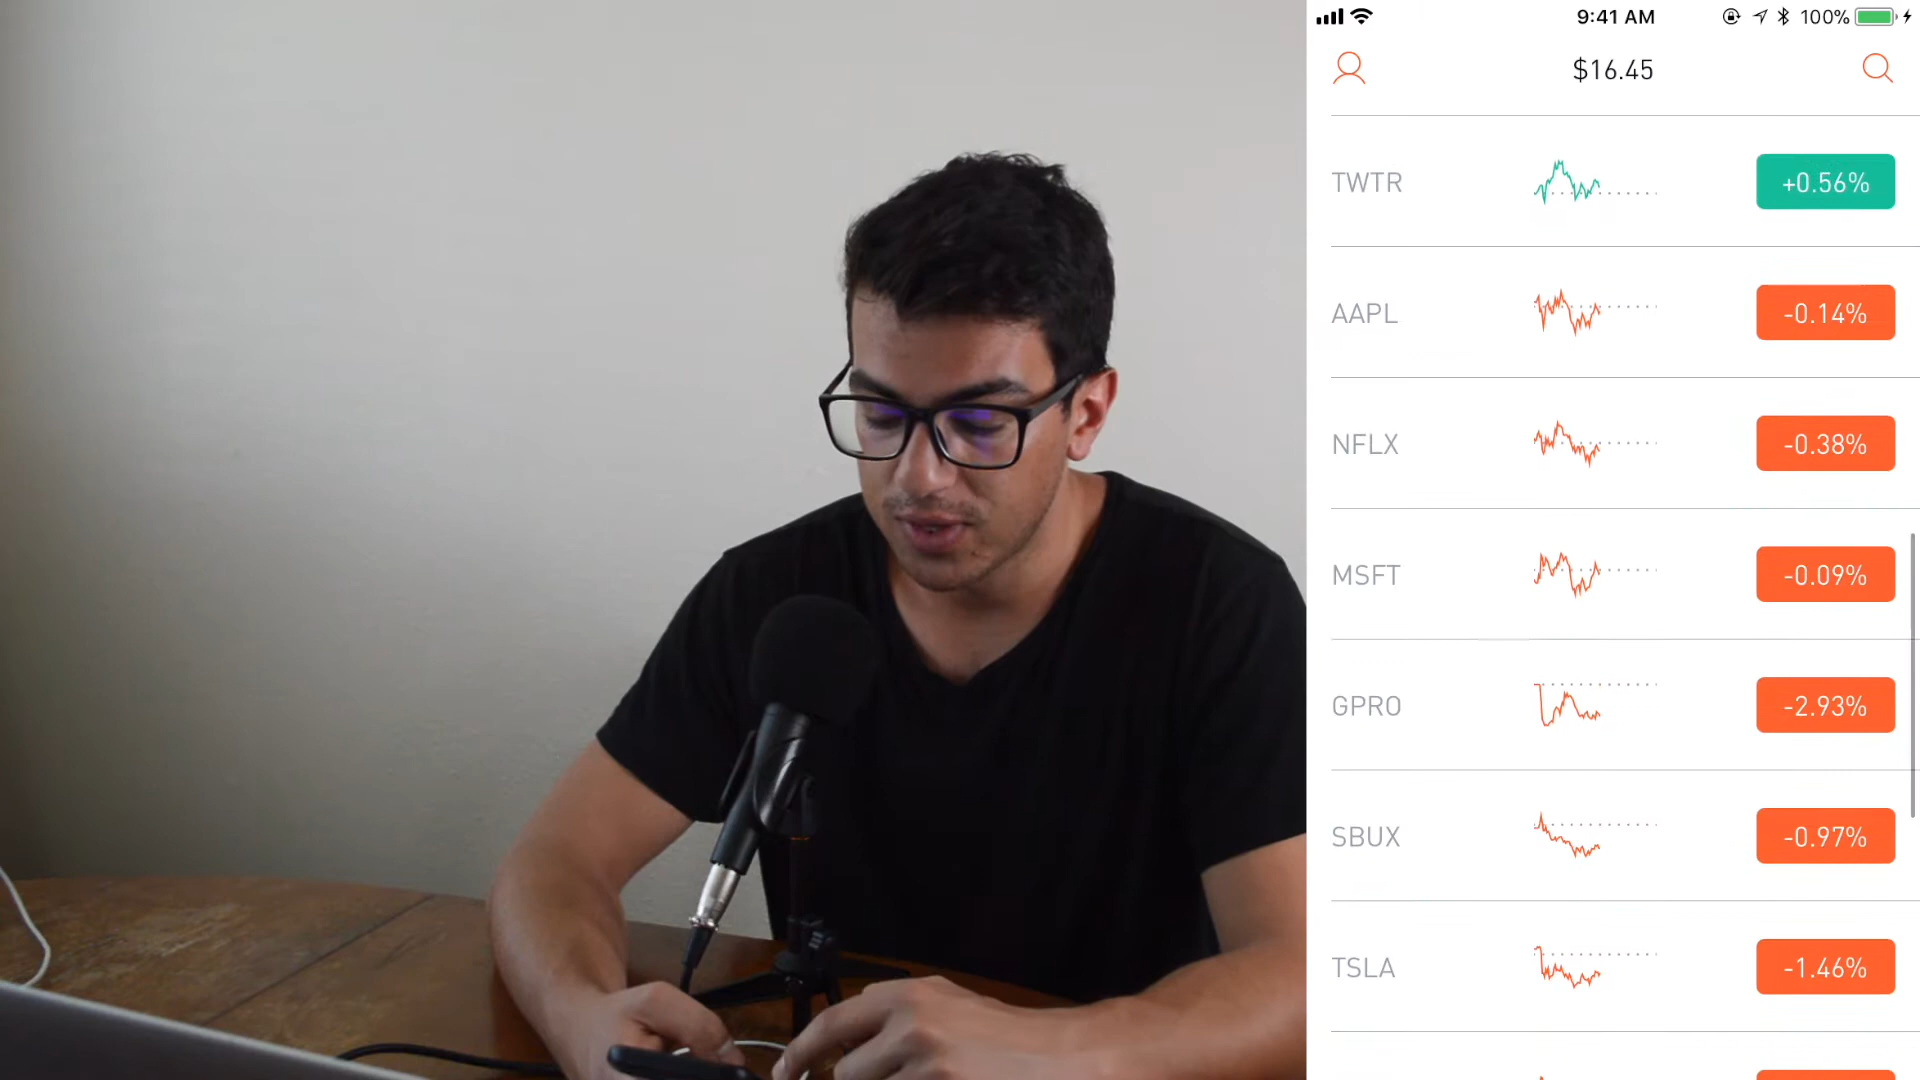 9:41 AM 100%
$16.45
TWTR +0.56%
AAPL -0.14%
NFLX -0.38%
MSFT -0.09%
GPRO -2.93%
SBUX -0.97%
TSLA -1.46%